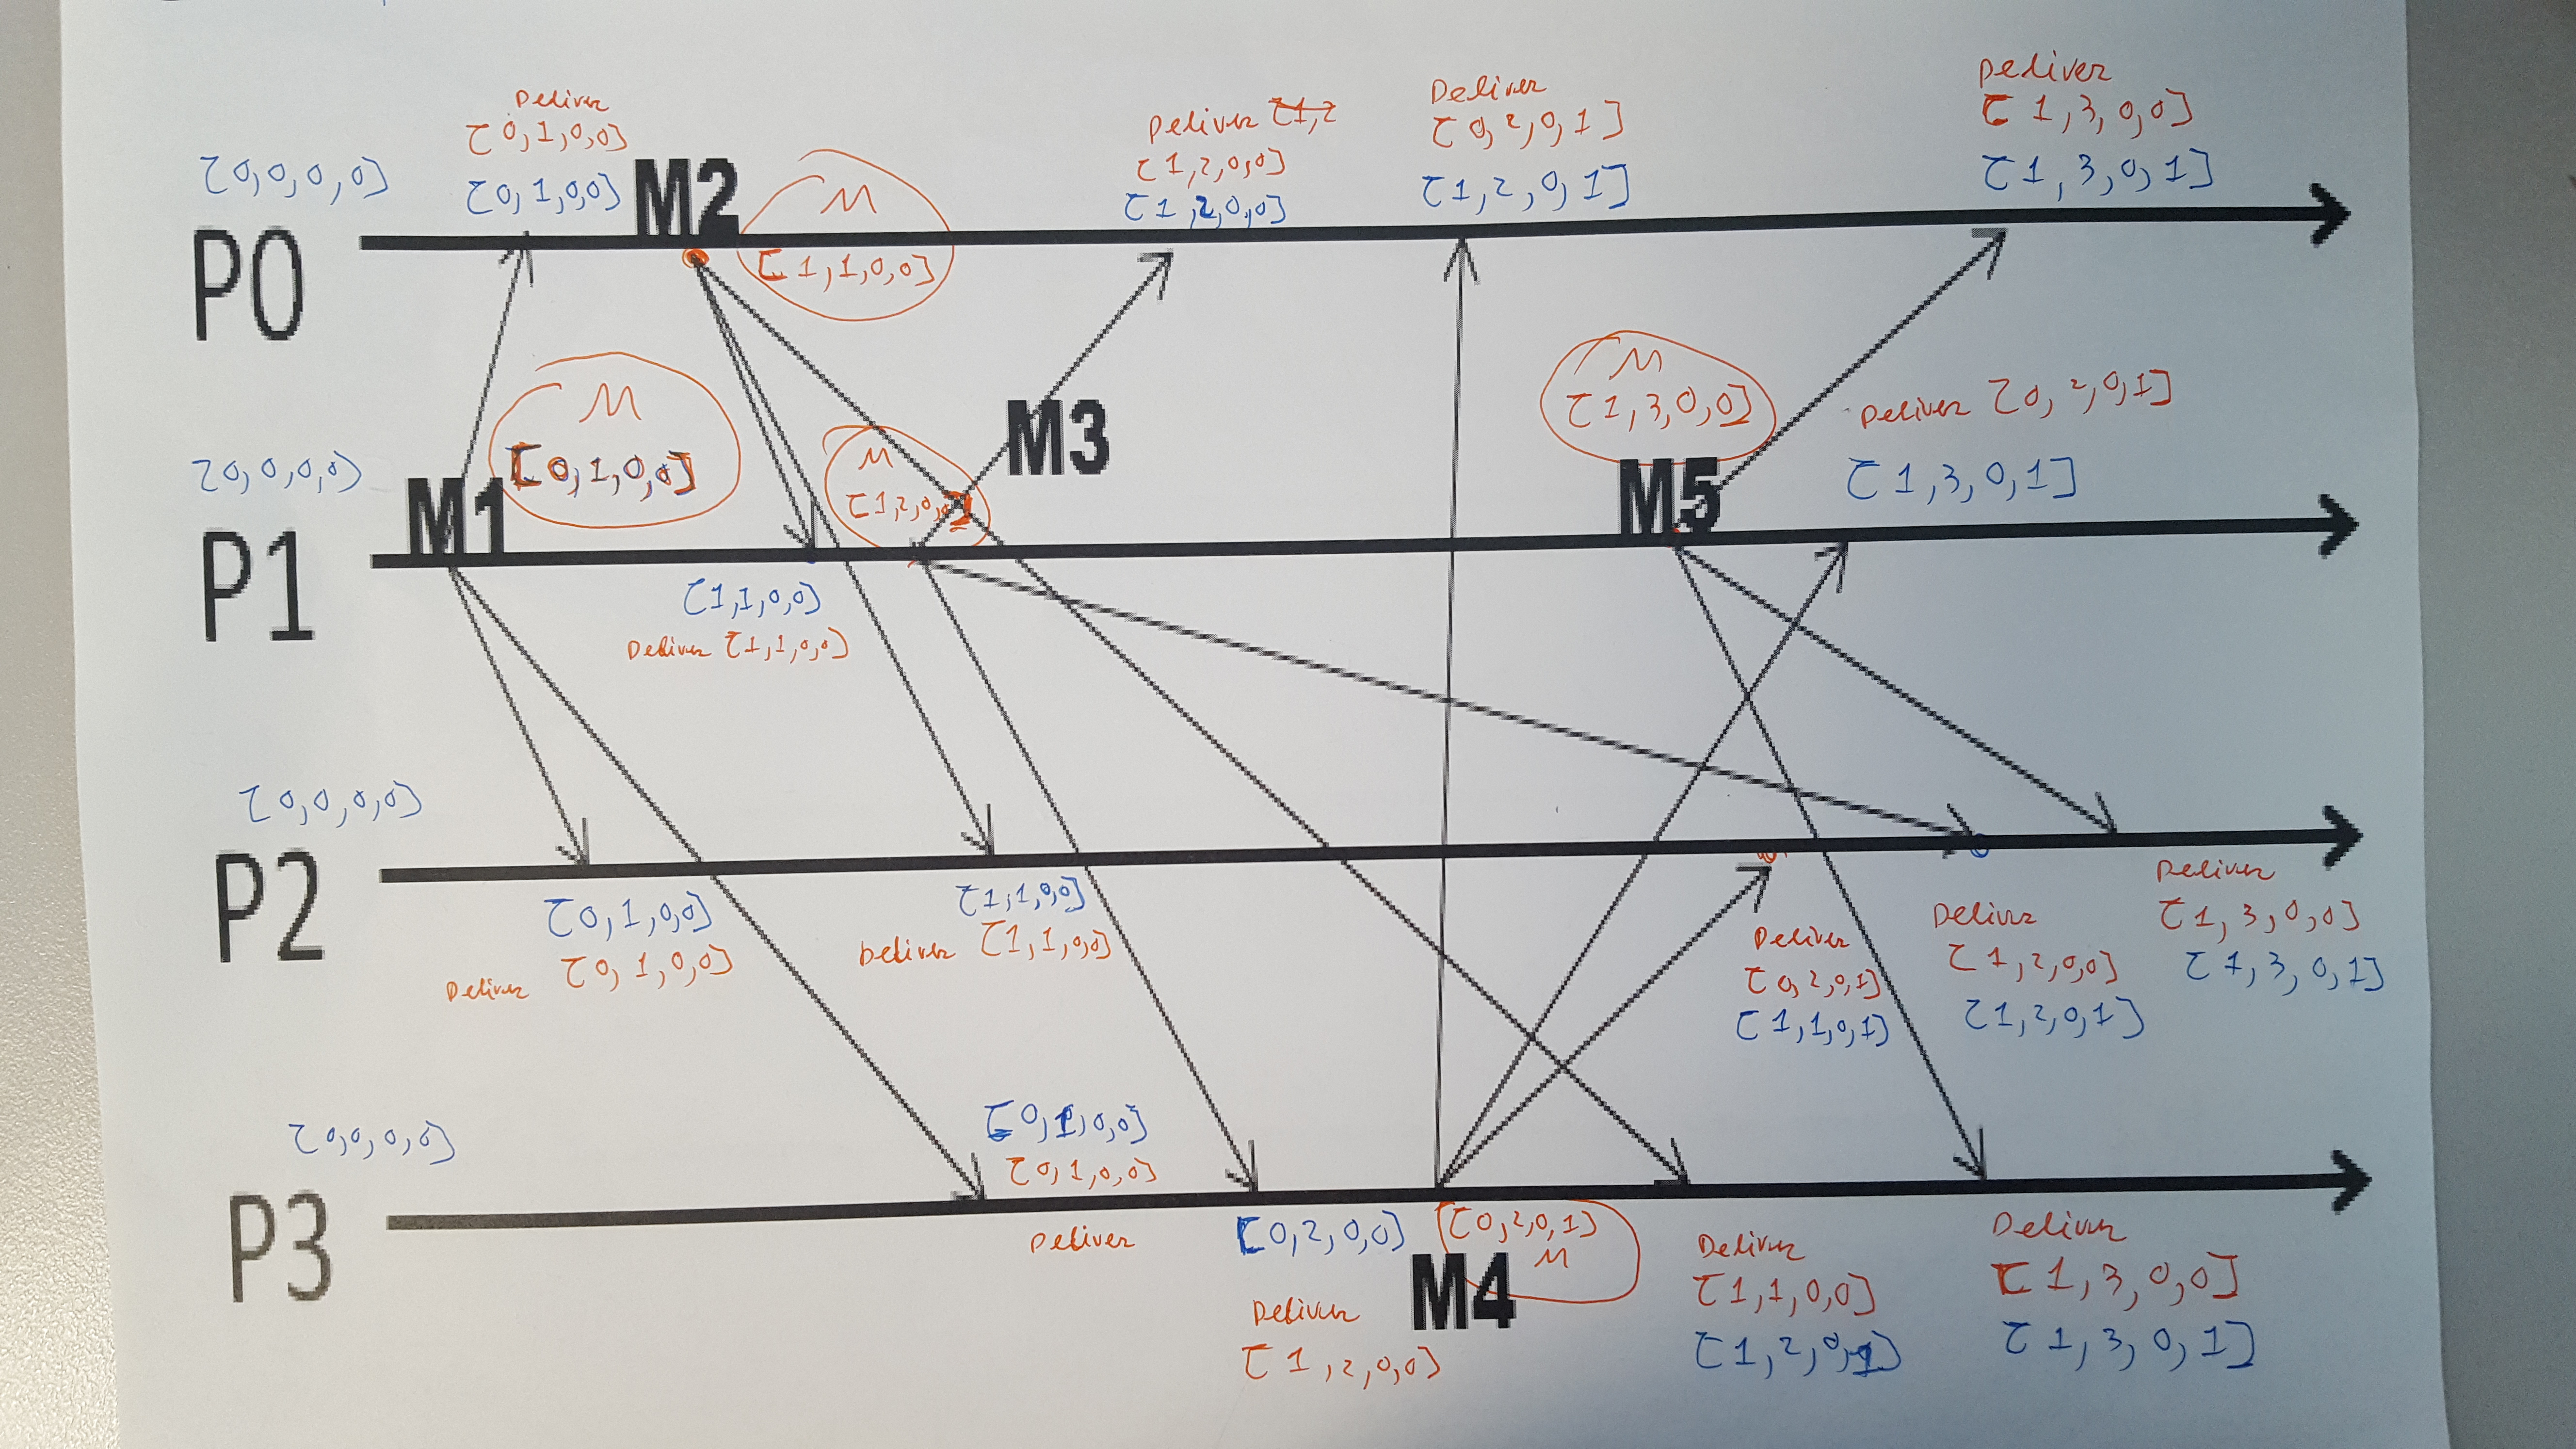 Deliver
[0,1,0,0]
[0,0,0,0]
[0,1,0,0]
M2
M
[1,1,0,0]
Deliver [1,2
[1,2,0,0]
[1,2,0,0]
Deliver
[0,2,0,1]
[1,2,0,1]
Deliver
[1,3,0,0]
[1,3,0,1]
P0
M
[0,1,0,0]
M
[1,2,0,0]
M3
M
[1,3,0,0]
Deliver [0,2,0,1]
[1,3,0,1]
[0,0,0,0]
M1
M5
P1
[1,1,0,0]
Deliver [1,1,0,0]
[0,0,0,0]
P2
[0,1,0,0]
Deliver [0,1,0,0]
[1,1,0,0]
Deliver [1,1,0,0]
Deliver
[0,2,0,1]
[1,1,0,1]
Deliver
[1,2,0,0]
[1,2,0,1]
Deliver
[1,3,0,0]
[1,3,0,1]
[0,0,0,0]
[0,1,0,0]
[0,1,0,0]
P3
Deliver
[0,2,0,0]
Deliver
[1,2,0,0]
[0,2,0,1]
M
M4
Deliver
[1,1,0,0]
[1,2,0,1]
Deliver
[1,3,0,0]
[1,3,0,1]